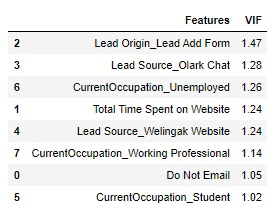 Features VIF
2 Lead Origin_Lead Add Form 1.47
3 Lead Source_Olark Chat 1.28
6 CurrentOccupation_Unemployed 1.26
1 Total Time Spent on Website 1.24
4 Lead Source_Welingak Website 1.24
7 CurrentOccupation_Working Professional 1.14
0 Do Not Email 1.05
5 CurrentOccupation_Student 1.02